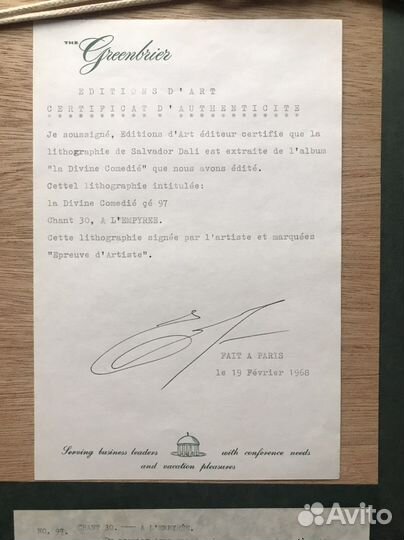 THE Greenbrier
EDITIONS D'ART
CERTIFICAT D'AUTHENTICITE
Je soussigné, Editions d'Art éditeur certifie que la
lithographie de Salvador Dali est extraite de l'album
"la Divine Comedié" que nous avons édité.
Cettel lithographie intitulée:
la Divine Comedié gé 97
Chant 30, A L'EMPYREE.
Cette lithographie signée par l'artiste et marquées
"Epreuve d'Artiste".
FAIT A PARIS
le 19 Février 1968
Serving business leaders with conference needs
and vacation pleasures
NO. 97. CHANT 30. --- A L'EMPYRÉE.
Avito